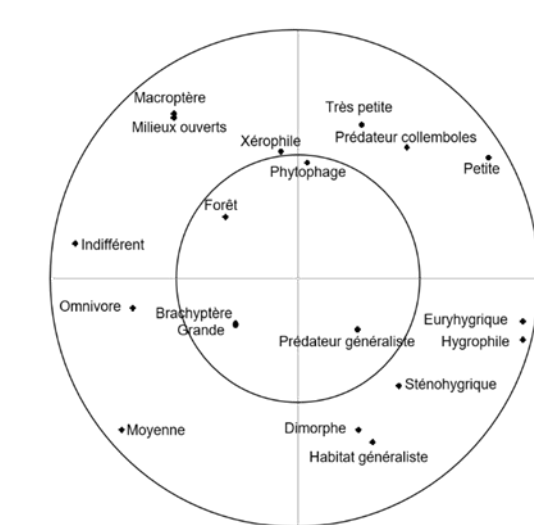 Macroptère
Très petite
Milieux ouverts
Prédateur collemboles
Xérophile
Petite
Phytophage
Forêt
Indifférent
Omnivore
Brachyptère
Euryhygrique
Grande
Prédateur généraliste
Hygrophile
Sténohygrique
Moyenne
Dimorphe
Habitat généraliste